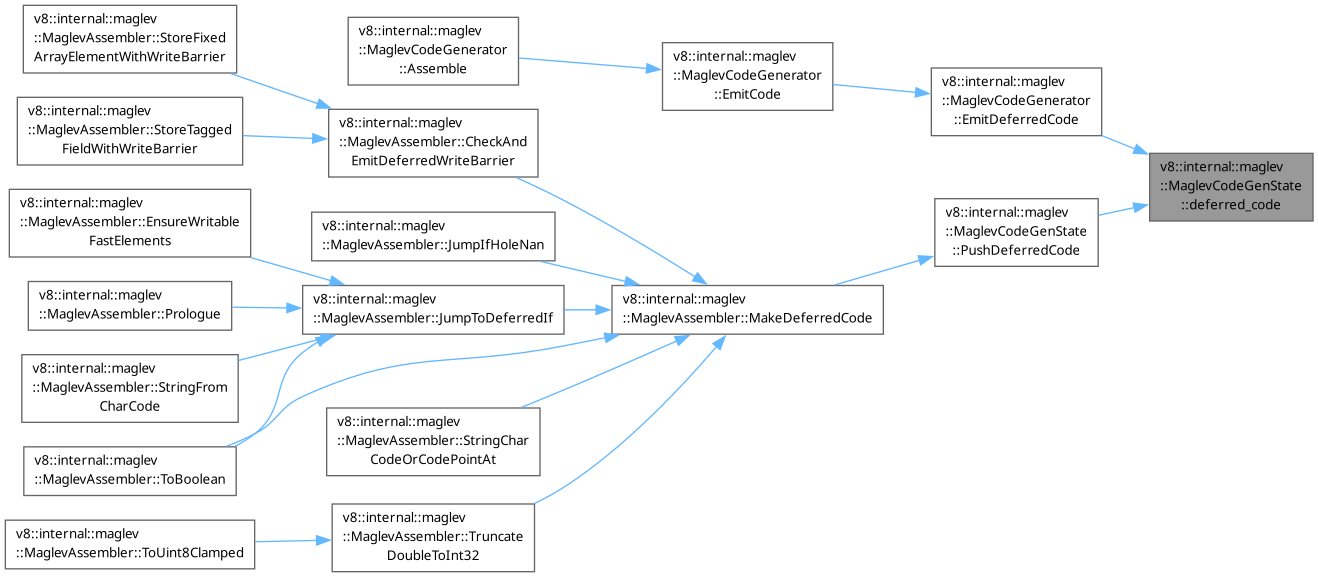 v8::internal::maglev
::MaglevAssembler::StoreFixed
ArrayElementWithWriteBarrier
v8::internal::maglev
::MaglevAssembler::StoreTagged
FieldWithWriteBarrier
v8::internal::maglev
::MaglevAssembler::EnsureWritable
FastElements
v8::internal::maglev
::MaglevAssembler::Prologue
v8::internal::maglev
::MaglevAssembler::StringFrom
CharCode
v8::internal::maglev
::MaglevAssembler::ToBoolean
v8::internal::maglev
::MaglevAssembler::ToUint8Clamped
v8::internal::maglev
::MaglevCodeGenerator
::Assemble
v8::internal::maglev
::MaglevAssembler::CheckAnd
EmitDeferredWriteBarrier
v8::internal::maglev
::MaglevAssembler::JumpIfHoleNan
v8::internal::maglev
::MaglevAssembler::JumpToDeferredIf
v8::internal::maglev
::MaglevAssembler::StringChar
CodeOrCodePointAt
v8::internal::maglev
::MaglevAssembler::Truncate
DoubleToInt32
v8::internal::maglev
::MaglevCodeGenerator
::EmitCode
v8::internal::maglev
::MaglevAssembler::MakeDeferredCode
v8::internal::maglev
::MaglevCodeGenerator
::EmitDeferredCode
v8::internal::maglev
::MaglevCodeGenState
::PushDeferredCode
v8::internal::maglev
::MaglevCodeGenState
::deferred_code